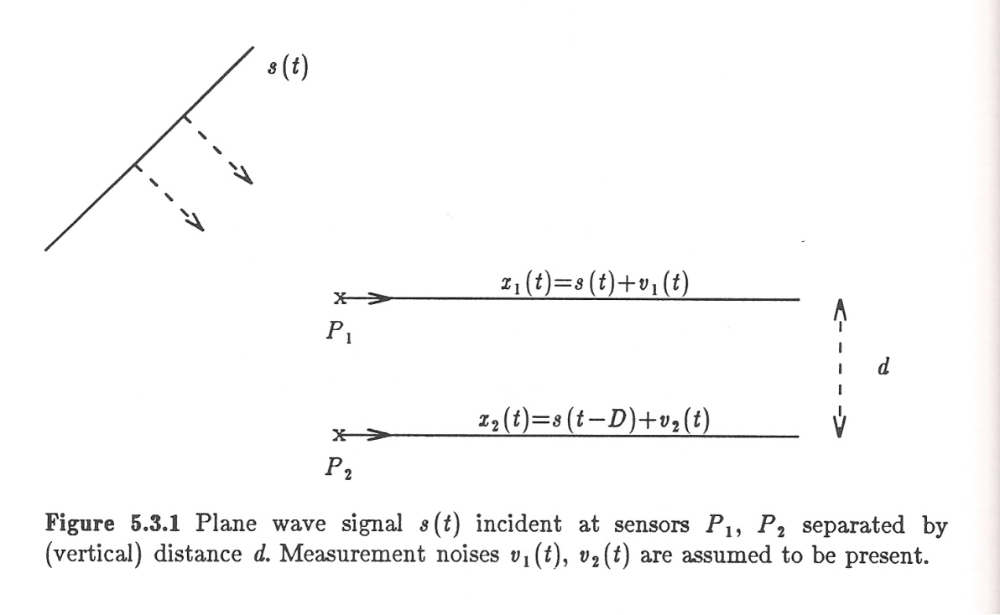 s(t)
x₁(t)=s(t)+v₁(t)
P₁
d
x₂(t)=s(t−D)+v₂(t)
P₂
Figure 5.3.1 Plane wave signal s(t) incident at sensors P₁, P₂ separated by
(vertical) distance d. Measurement noises v₁(t), v₂(t) are assumed to be present.